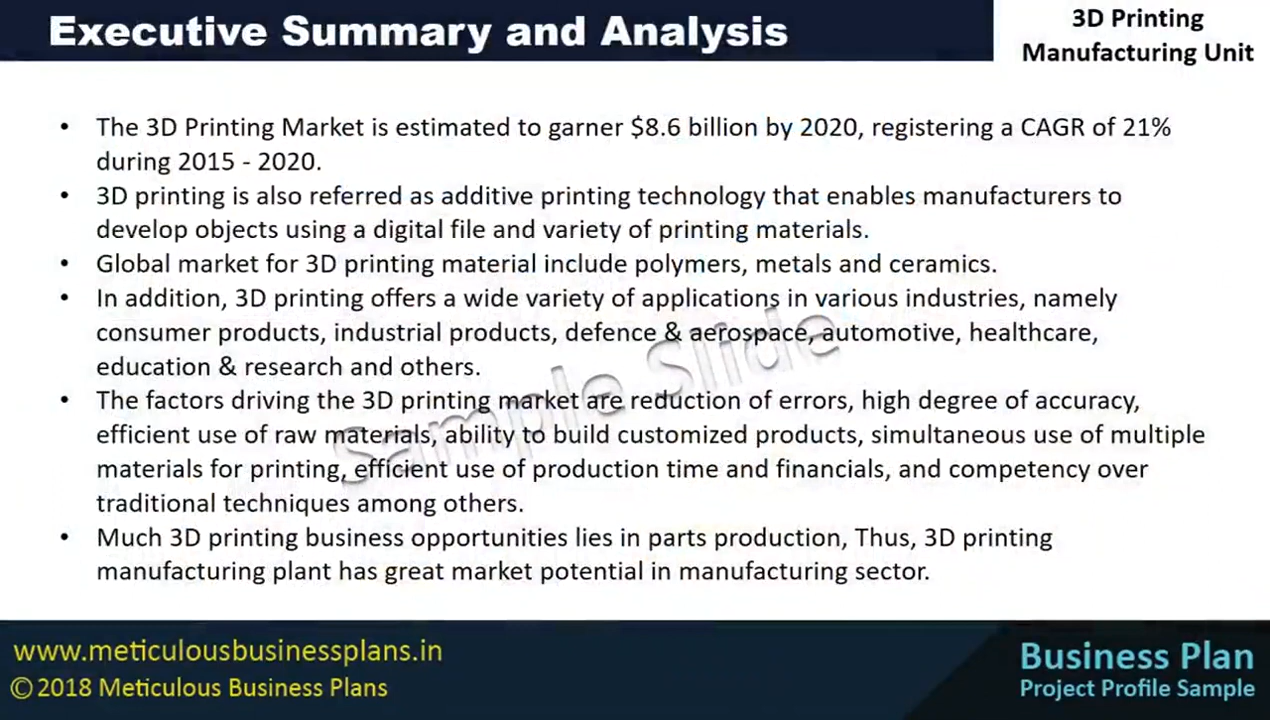 Executive Summary and Analysis
3D Printing
Manufacturing Unit
• The 3D Printing Market is estimated to garner $8.6 billion by 2020, registering a CAGR of 21%
during 2015 - 2020.
• 3D printing is also referred as additive printing technology that enables manufacturers to
develop objects using a digital file and variety of printing materials.
• Global market for 3D printing material include polymers, metals and ceramics.
• In addition, 3D printing offers a wide variety of applications in various industries, namely
consumer products, industrial products, defence & aerospace, automotive, healthcare,
education & research and others.
• The factors driving the 3D printing market are reduction of errors, high degree of accuracy,
efficient use of raw materials, ability to build customized products, simultaneous use of multiple
materials for printing, efficient use of production time and financials, and competency over
traditional techniques among others.
• Much 3D printing business opportunities lies in parts production, Thus, 3D printing
manufacturing plant has great market potential in manufacturing sector.
Sample Slide
www.meticulousbusinessplans.in
© 2018 Meticulous Business Plans
Business Plan
Project Profile Sample